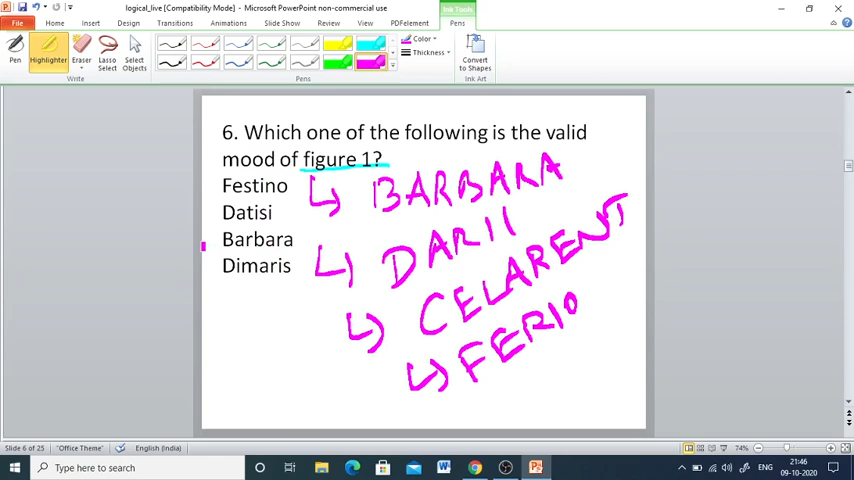 logical_live [Compatibility Mode] - Microsoft PowerPoint non-commercial use
Ink Tools
File Home Insert Design Transitions Animations Slide Show Review View PDFelement Pens
Pen Highlighter Eraser Lasso Select Select Objects
Color
Thickness
Convert to Shapes
Write Pens Ink Art
6. Which one of the following is the valid
mood of figure 1?
Festino
BARBARA
Datisi
DARII
Barbara
CELARENT
Dimaris
FERIO
Slide 6 of 25 "Office Theme" English (India) 74%
Type here to search
ENG
21:46
09-10-2020